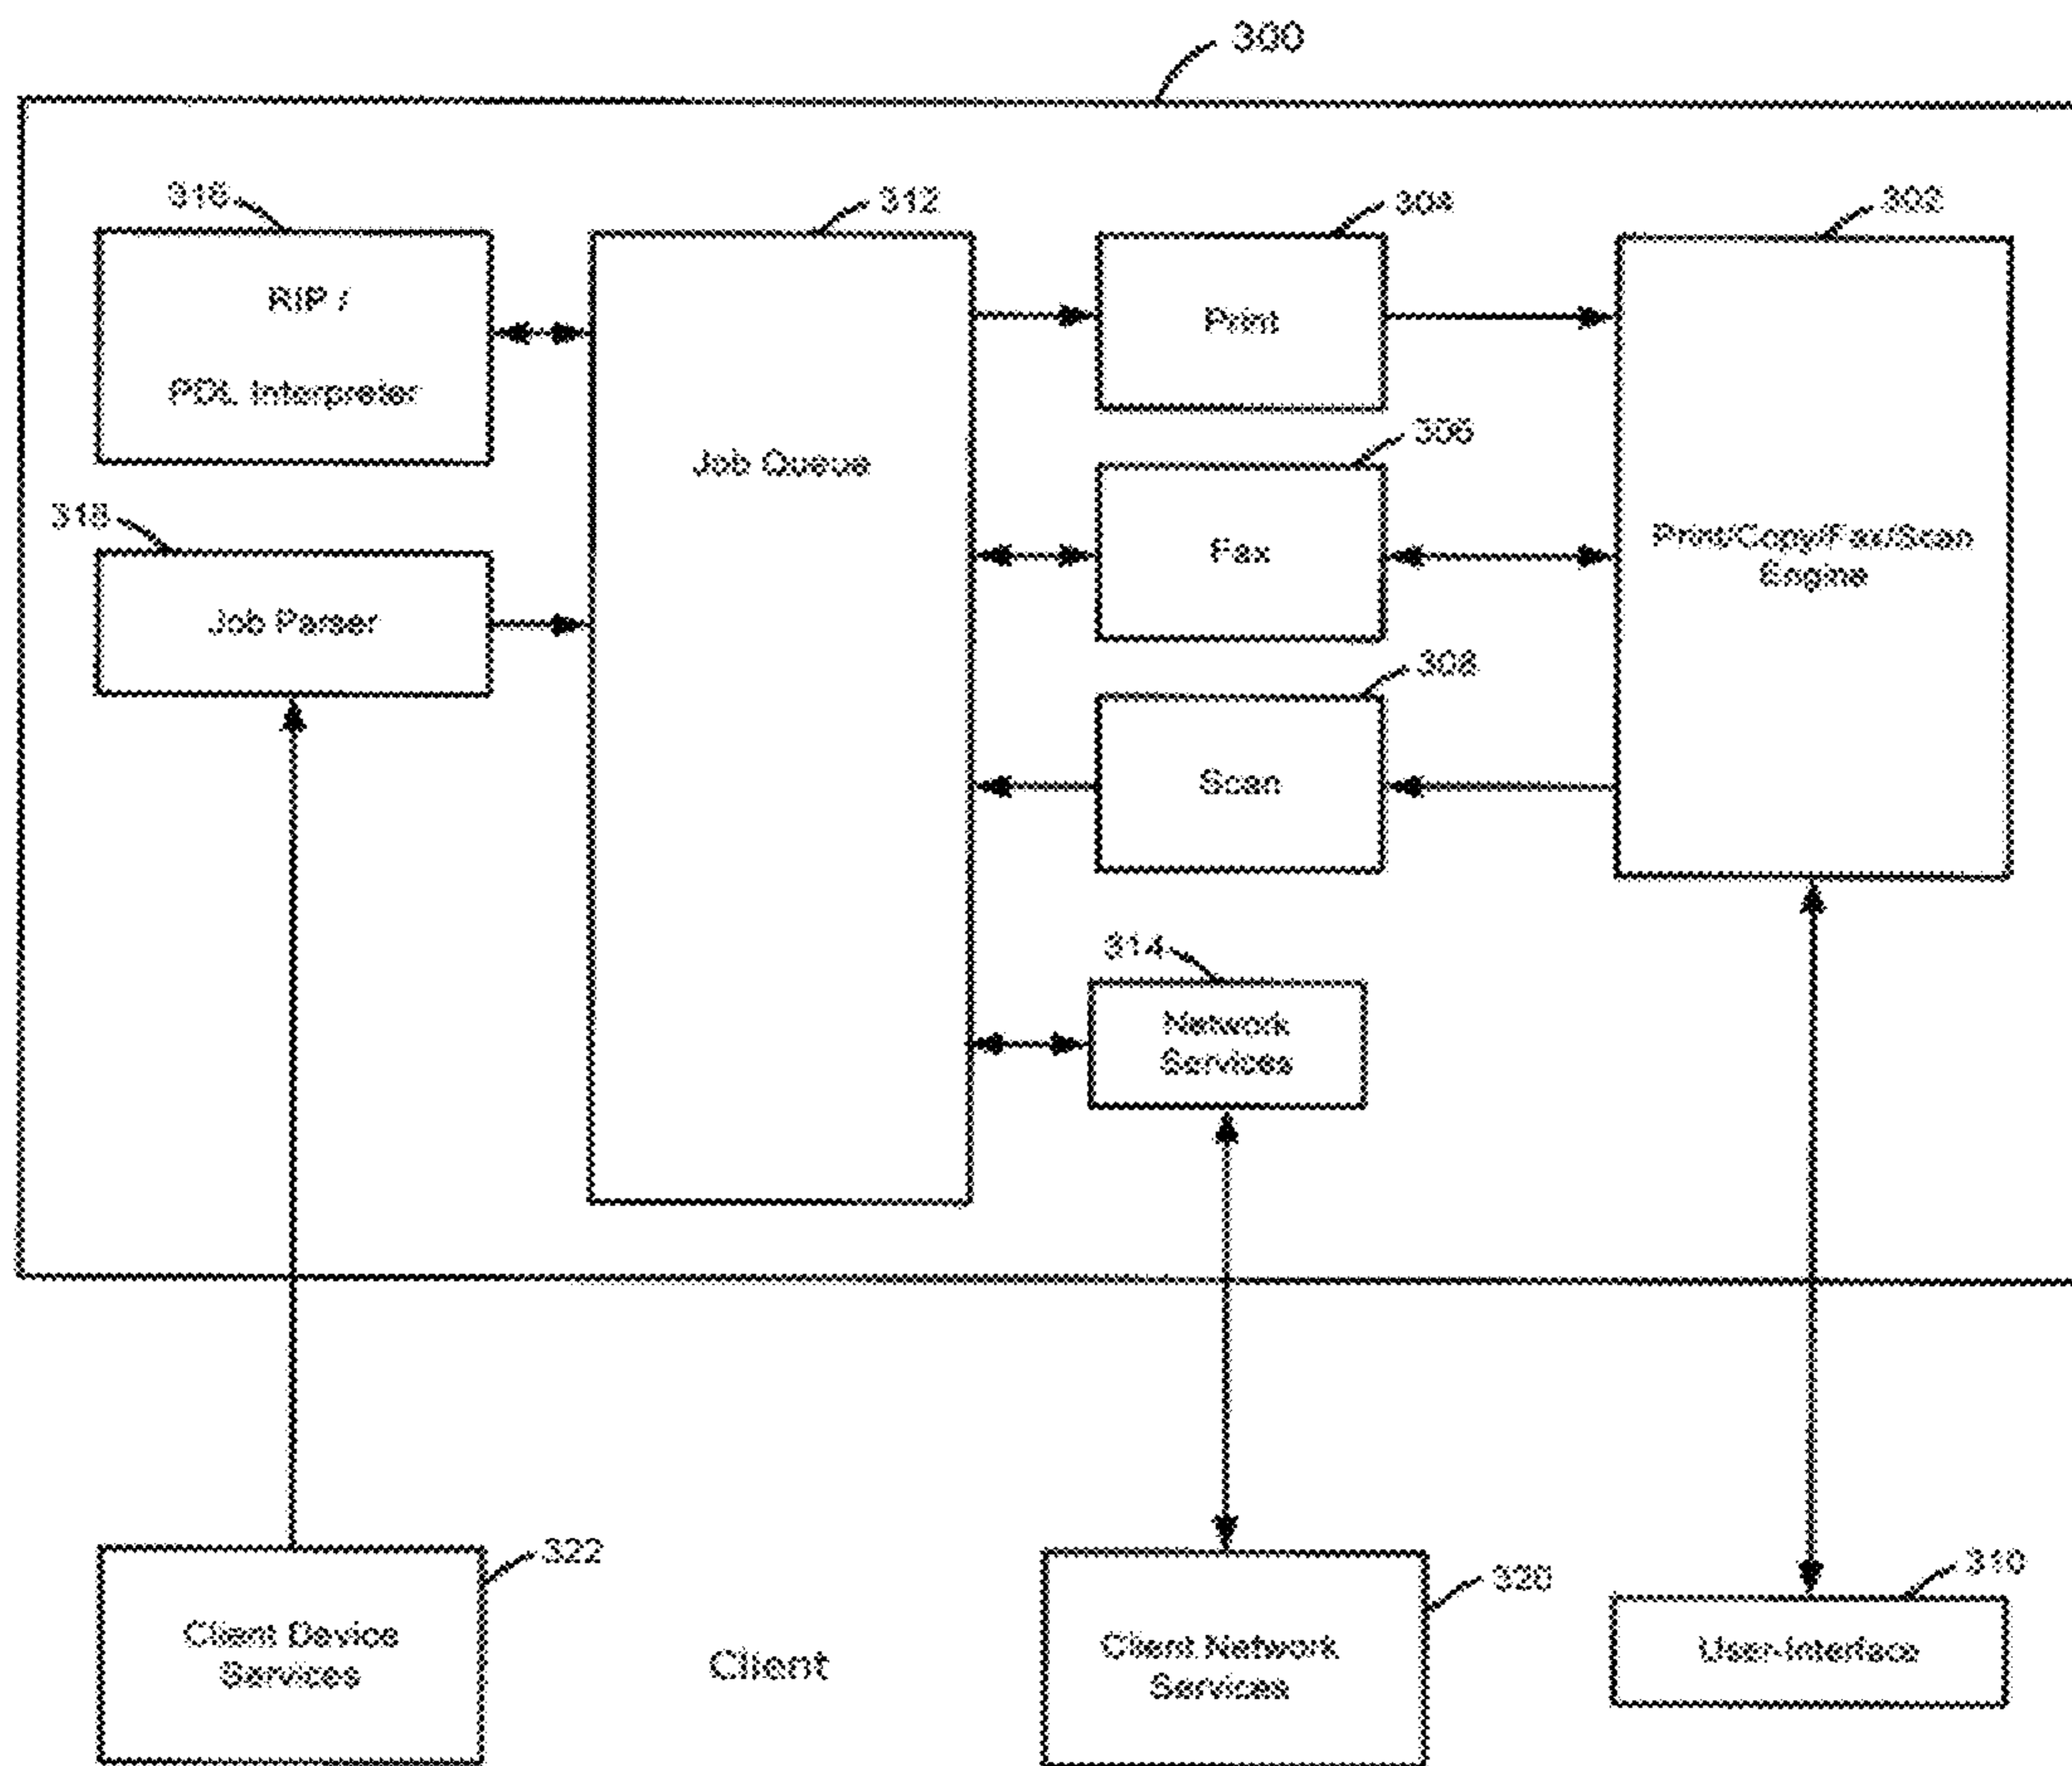 300
316
312
304
302
RIP /
PDL Interpreter
Print
306
Job Queue
318
Fax
Print/Copy/Fax/Scan
Engine
Job Parser
308
Scan
314
Network
Services
322
320
310
Client Device
Services
Client
Client Network
Services
User-Interface